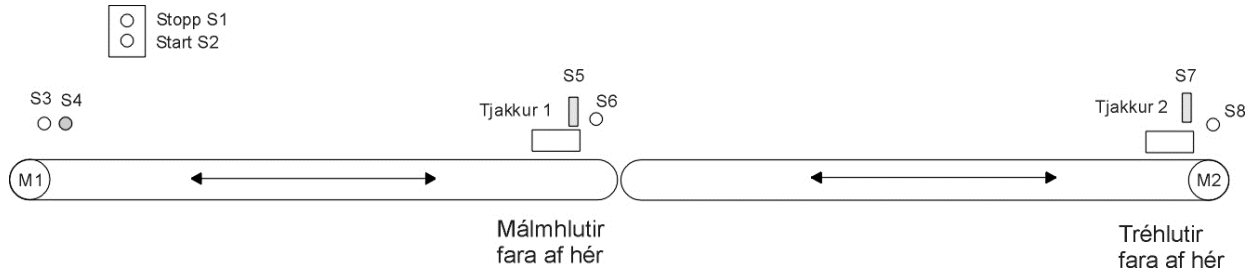 Stopp S1
Start S2
S3 S4
S5
Tjakkur 1
S6
S7
Tjakkur 2
S8
M1
M2
Málmhlutir
fara af hér
Tréhlutir
fara af hér